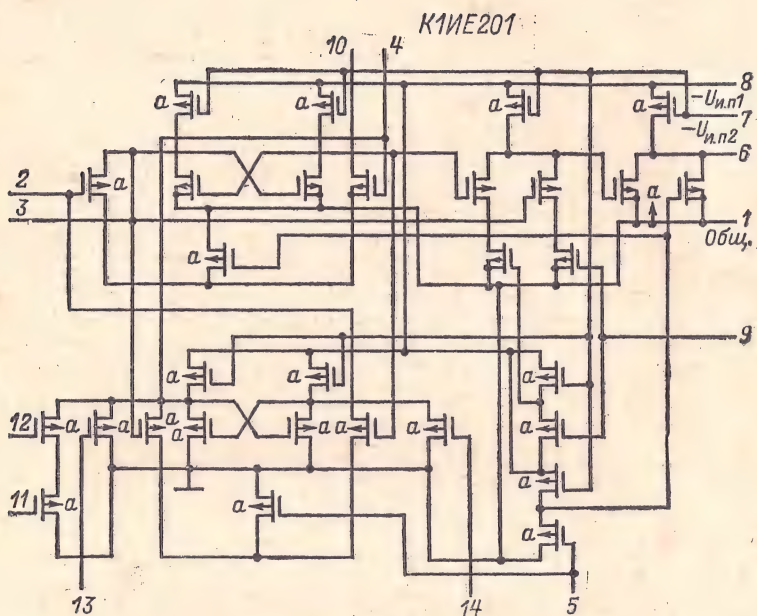 К1ИЕ201
10 4
а а а а 8
-Uи.п1
7
-Uи.п2
6
2 а а
3 1
Общ.
а
9
а а а
12 а а а а а а а а
11 а а а
а
13 14 5